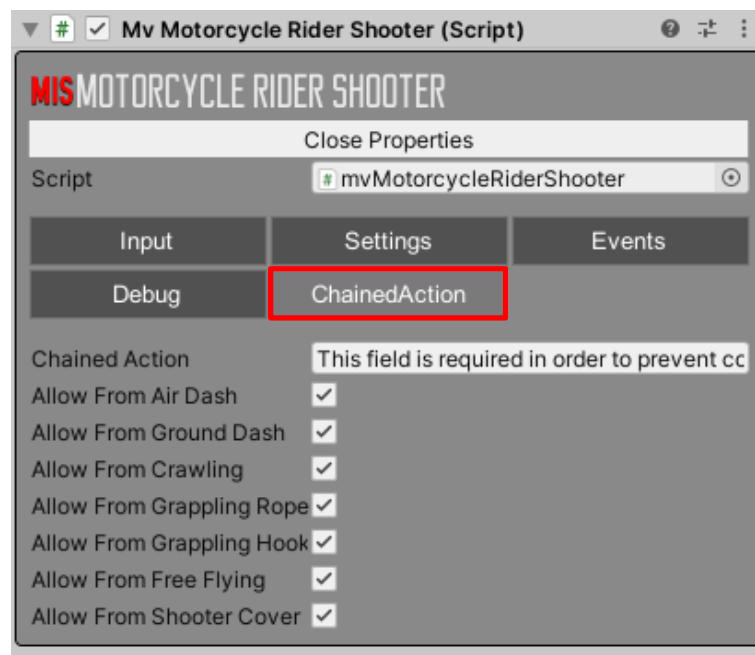 Mv Motorcycle Rider Shooter (Script)
MISMOTORCYCLE RIDER SHOOTER
Close Properties
Script mvMotorcycleRiderShooter
Input Settings Events
Debug ChainedAction
Chained Action This field is required in order to prevent cc
Allow From Air Dash
Allow From Ground Dash
Allow From Crawling
Allow From Grappling Rope
Allow From Grappling Hook
Allow From Free Flying
Allow From Shooter Cover